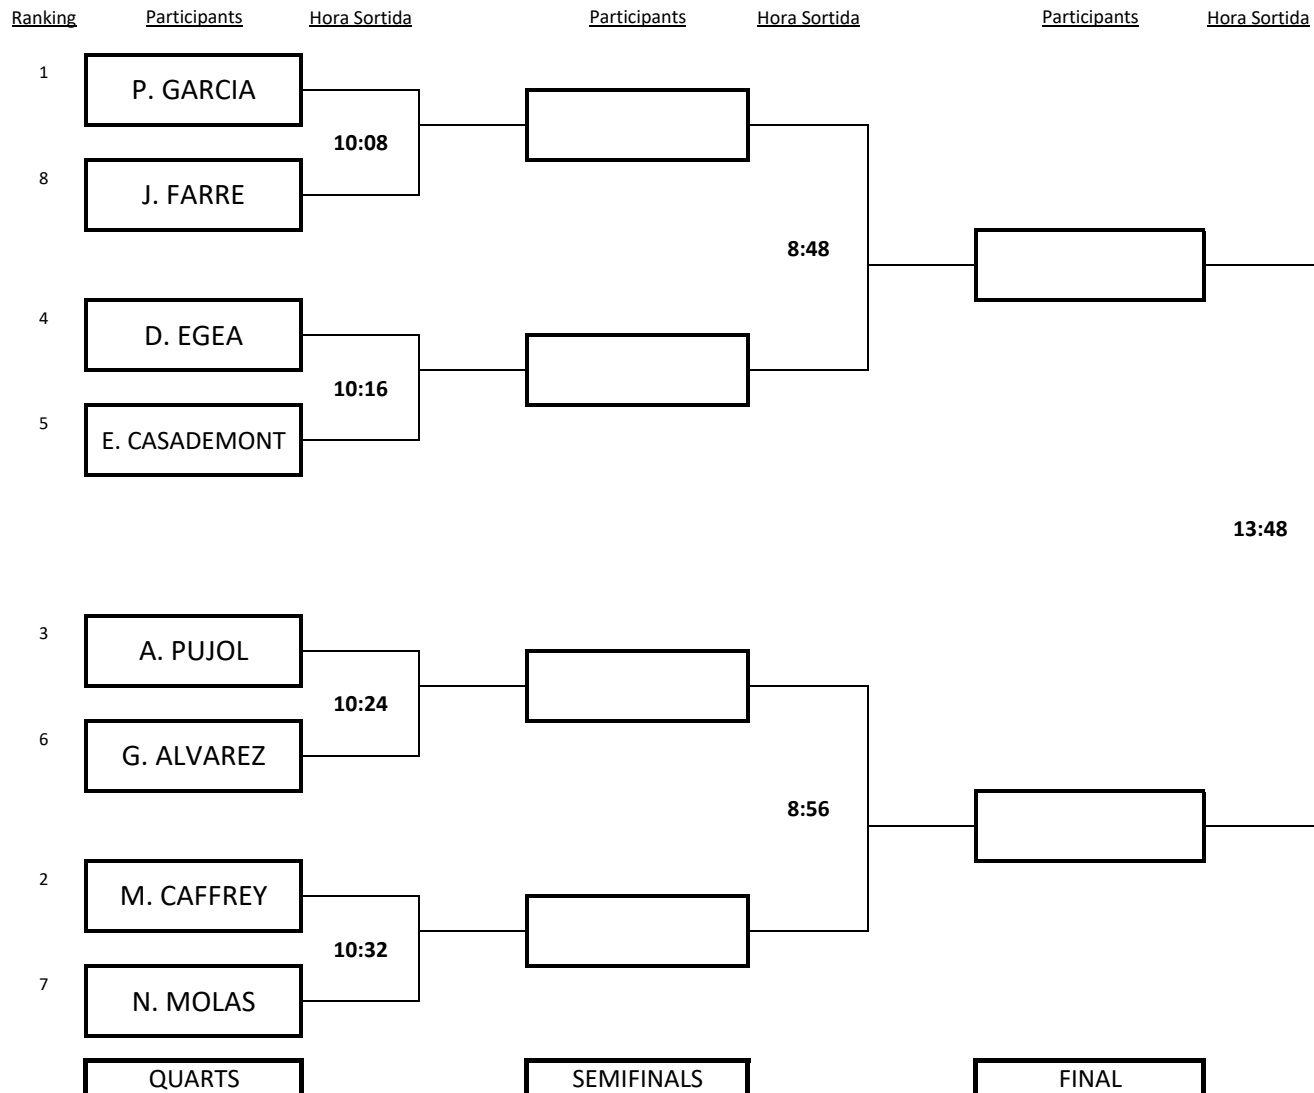 Ranking Participants Hora Sortida Participants Hora Sortida Participants Hora Sortida
1
P. GARCIA
10:08
8
J. FARRE
8:48
4
D. EGEA
10:16
5
E. CASADEMONT
13:48
3
A. PUJOL
10:24
6
G. ALVAREZ
8:56
2
M. CAFFREY
10:32
7
N. MOLAS
QUARTS SEMIFINALS FINAL